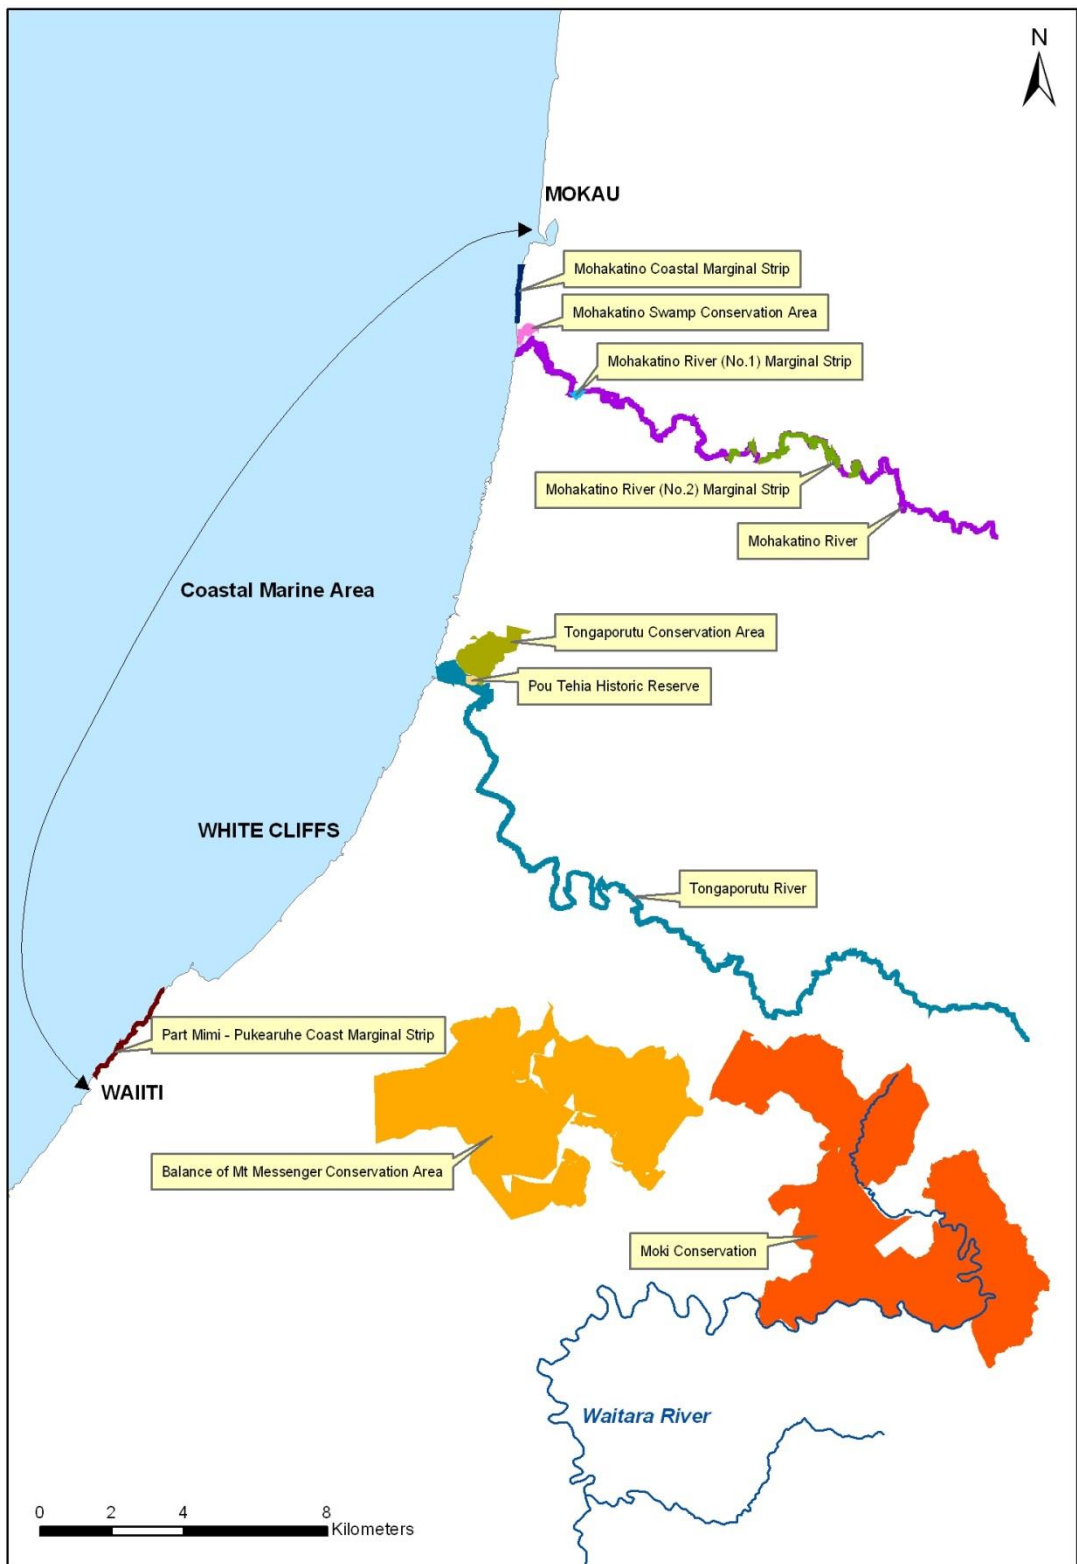 N
MOKAU
Mohakatino Coastal Marginal Strip
Mohakatino Swamp Conservation Area
Mohakatino River (No.1) Marginal Strip
Mohakatino River (No.2) Marginal Strip
Mohakatino River
Coastal Marine Area
Tongaporutu Conservation Area
Pou Tehia Historic Reserve
WHITE CLIFFS
Tongaporutu River
Part Mimi - Pukearuhe Coast Marginal Strip
WAIITI
Balance of Mt Messenger Conservation Area
Moki Conservation
Waitara River
0 2 4 8
Kilometers